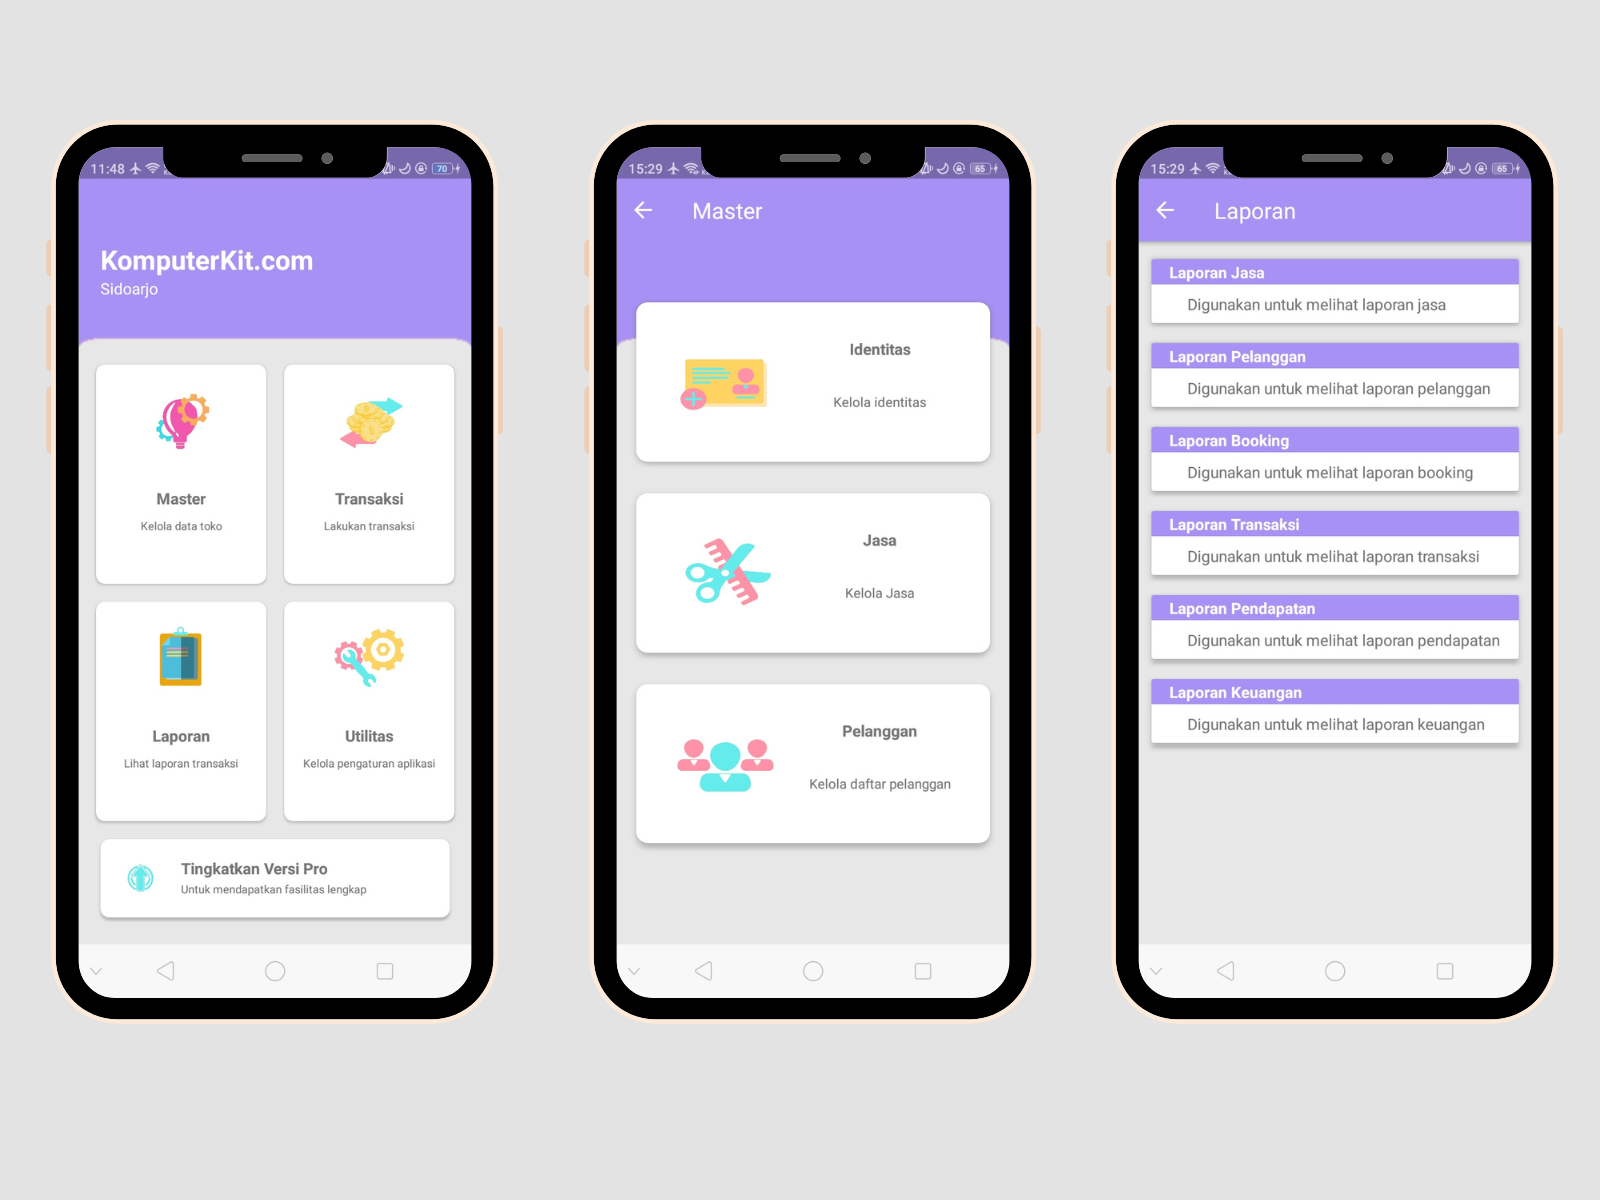 11:48
70
KomputerKit.com
Sidoarjo
Master
Kelola data toko
Transaksi
Lakukan transaksi
Laporan
Lihat laporan transaksi
Utilitas
Kelola pengaturan aplikasi
Tingkatkan Versi Pro
Untuk mendapatkan fasilitas lengkap
15:29
65
Master
Identitas
Kelola identitas
Jasa
Kelola Jasa
Pelanggan
Kelola daftar pelanggan
15:29
65
Laporan
Laporan Jasa
Digunakan untuk melihat laporan jasa
Laporan Pelanggan
Digunakan untuk melihat laporan pelanggan
Laporan Booking
Digunakan untuk melihat laporan booking
Laporan Transaksi
Digunakan untuk melihat laporan transaksi
Laporan Pendapatan
Digunakan untuk melihat laporan pendapatan
Laporan Keuangan
Digunakan untuk melihat laporan keuangan